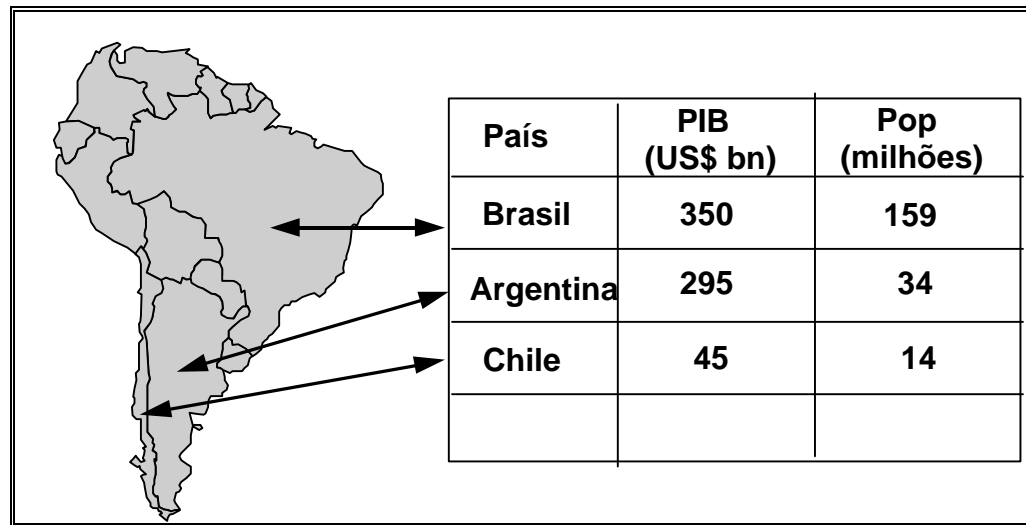 País PIB (US$ bn) Pop (milhões)
Brasil 350 159
Argentina 295 34
Chile 45 14